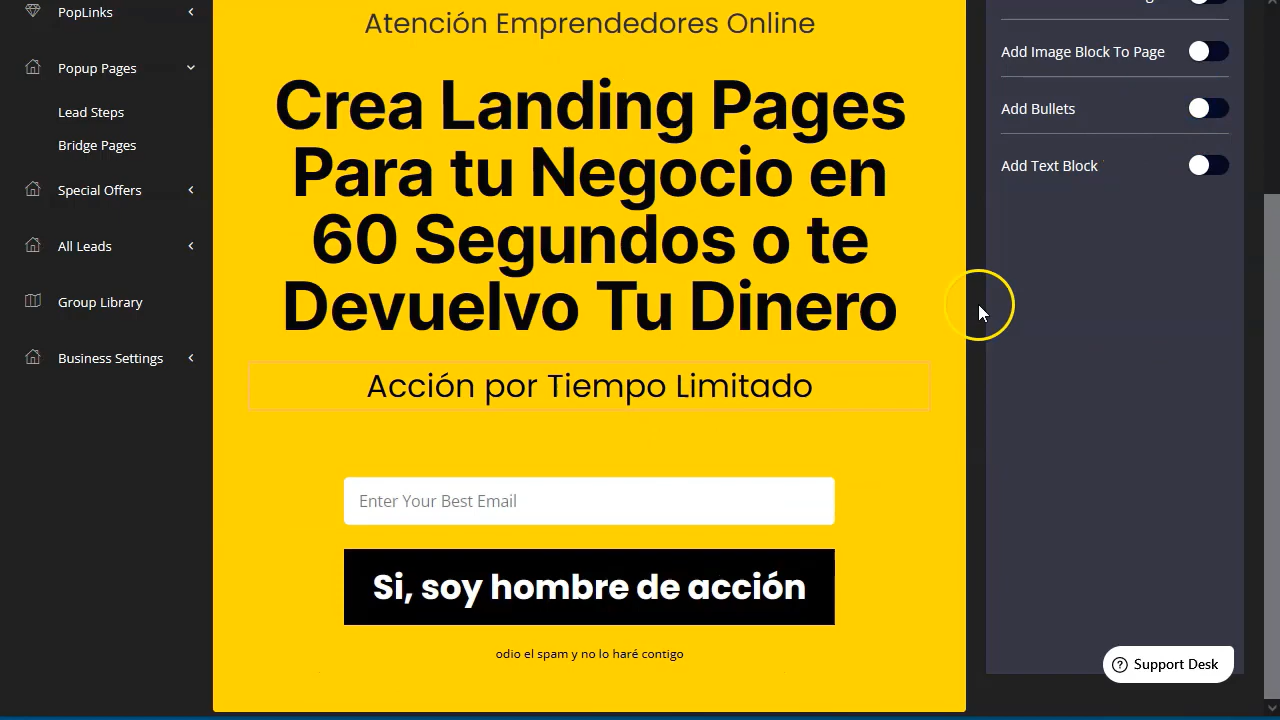 PopLinks
Popup Pages
Lead Steps
Bridge Pages
Special Offers
All Leads
Group Library
Business Settings
Atención Emprendedores Online
Crea Landing Pages
Para tu Negocio en
60 Segundos o te
Devuelvo Tu Dinero
Acción por Tiempo Limitado
Enter Your Best Email
Si, soy hombre de acción
odio el spam y no lo haré contigo
Add Image Block To Page
Add Bullets
Add Text Block
Support Desk